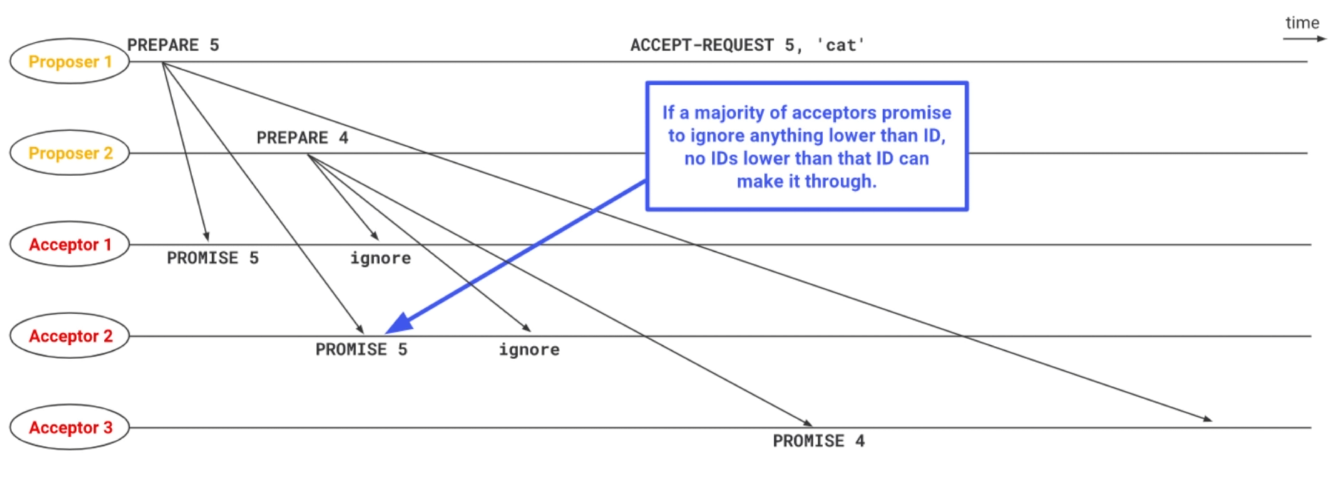 time
PREPARE 5
ACCEPT-REQUEST 5, 'cat'
Proposer 1
If a majority of acceptors promise
to ignore anything lower than ID,
no IDs lower than that ID can
make it through.
PREPARE 4
Proposer 2
Acceptor 1
PROMISE 5
ignore
Acceptor 2
PROMISE 5
ignore
Acceptor 3
PROMISE 4